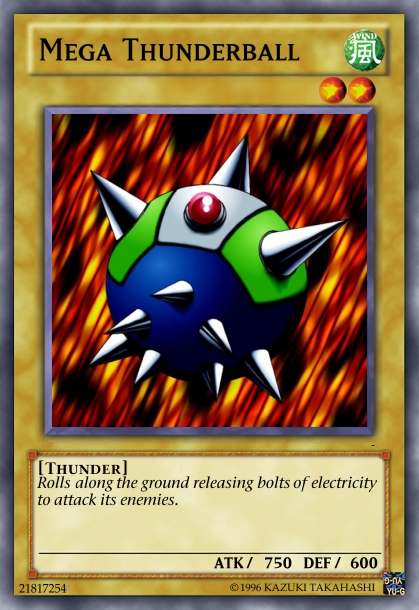 MEGA THUNDERBALL
WIND
風
[THUNDER]
Rolls along the ground releasing bolts of electricity
to attack its enemies.
ATK / 750 DEF / 600
21817254
©1996 KAZUKI TAKAHASHI